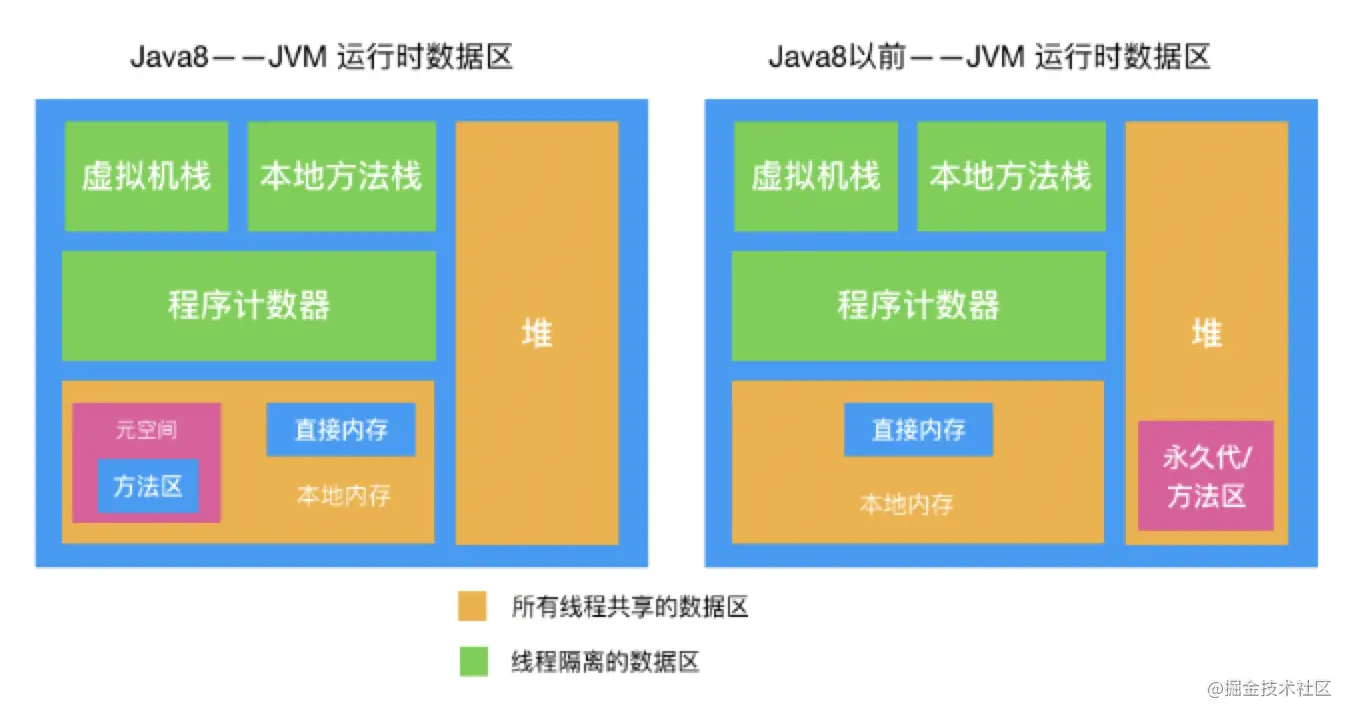 Java8——JVM 运行时数据区
虚拟机栈
本地方法栈
程序计数器
堆
元空间
方法区
直接内存
本地内存
Java8以前——JVM 运行时数据区
虚拟机栈
本地方法栈
程序计数器
堆
直接内存
本地内存
永久代/
方法区
所有线程共享的数据区
线程隔离的数据区
@掘金技术社区